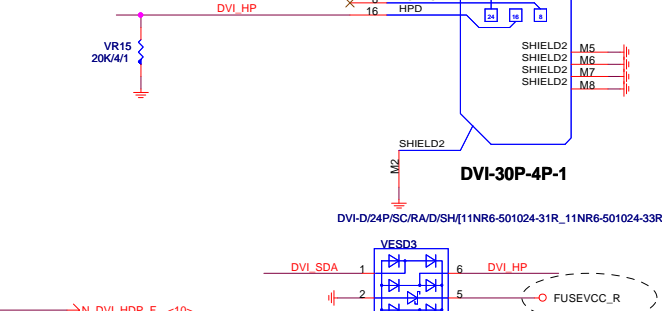 DVI_HP
16
HPD
24
16
8
VR15
20K/4/1
SHIELD2 M5
SHIELD2 M6
SHIELD2 M7
SHIELD2 M8
SHIELD2
M2
DVI-30P-4P-1
DVI-D/24P/SC/RA/D/SH/[11NR6-501024-31R_11NR6-501024-33R
VESD3
DVI_SDA 1
6 DVI_HP
2
5
FUSEVCC_R